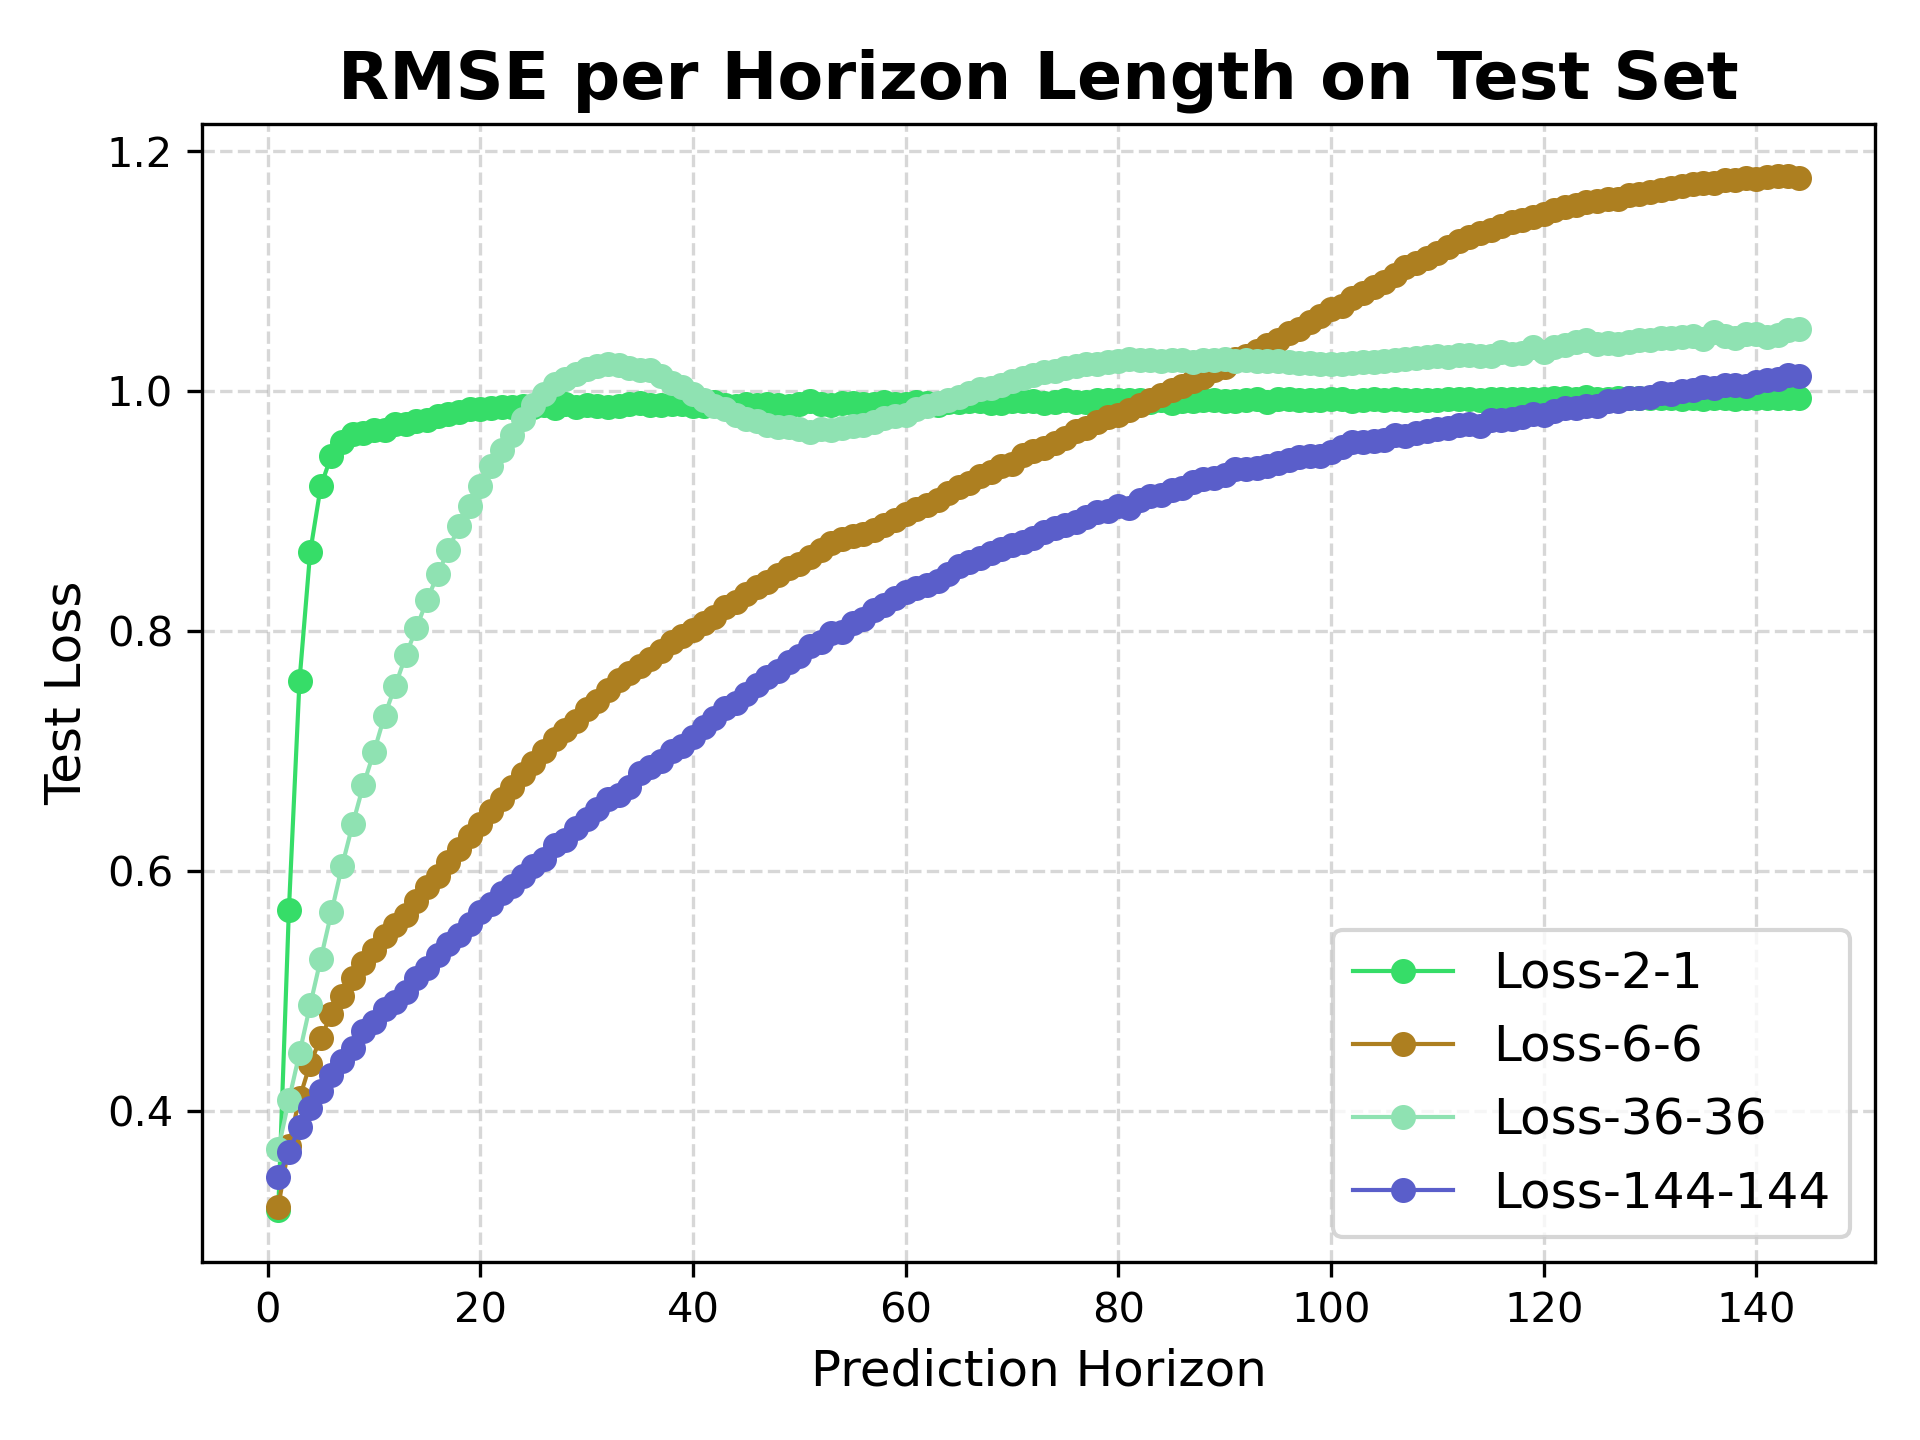 RMSE per Horizon Length on Test Set
Test Loss
1.2
1.0
0.8
0.6
0.4
Loss-2-1
Loss-6-6
Loss-36-36
Loss-144-144
0 20 40 60 80 100 120 140
Prediction Horizon